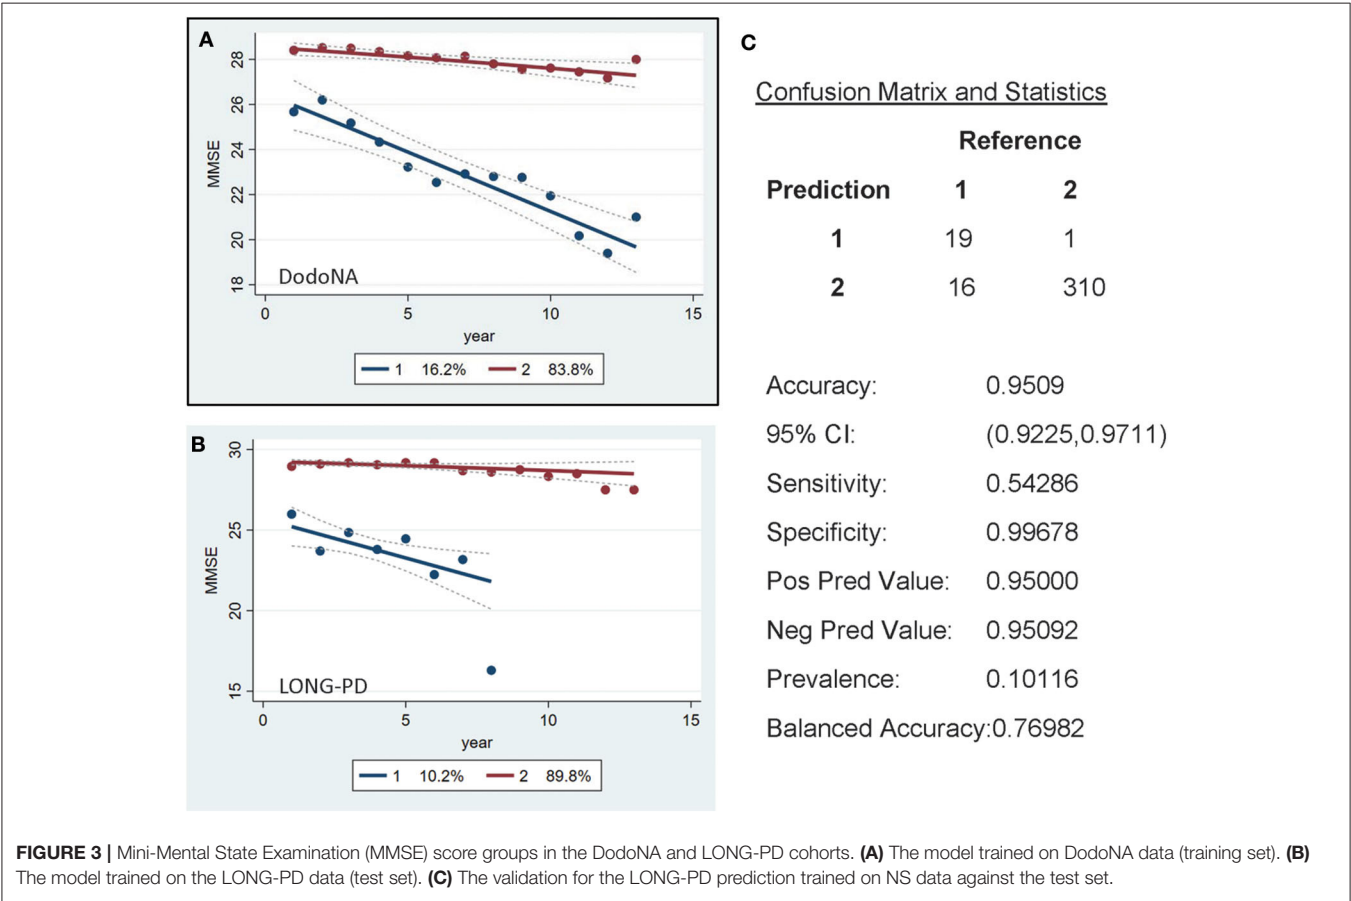 A
28
26
24
22
20
18
MMSE
DodoNA
0 5 10 15
year
1 16.2% 2 83.8%
B
30
25
20
15
MMSE
LONG-PD
0 5 10 15
year
1 10.2% 2 89.8%
C
Confusion Matrix and Statistics
Reference
Prediction 1 2
1 19 1
2 16 310
Accuracy: 0.9509
95% CI: (0.9225,0.9711)
Sensitivity: 0.54286
Specificity: 0.99678
Pos Pred Value: 0.95000
Neg Pred Value: 0.95092
Prevalence: 0.10116
Balanced Accuracy:0.76982
FIGURE 3 | Mini-Mental State Examination (MMSE) score groups in the DodoNA and LONG-PD cohorts. (A) The model trained on DodoNA data (training set). (B)
The model trained on the LONG-PD data (test set). (C) The validation for the LONG-PD prediction trained on NS data against the test set.